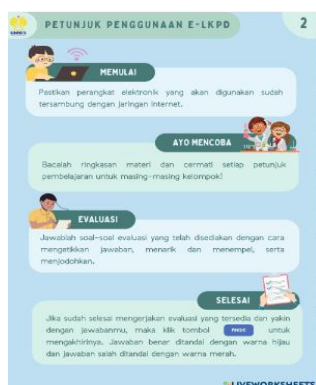 PETUNJUK PENGGUNAAN E-LKPD
2
MEMULAI
Pastikan perangkat elektronik yang akan digunakan sudah
tersambung dengan jaringan internet.
AYO MENCOBA
Bacalah ringkasan materi dan cermati setiap petunjuk
pembelajaran untuk masing-masing kelompok!
EVALUASI
Jawablah soal-soal evaluasi yang telah disediakan dengan cara
mengetikkan jawaban, menarik dan menempel, serta
menjodohkan.
SELESAI
Jika sudah selesai mengerjakan evaluasi yang tersedia dan yakin
dengan jawabanmu, maka klik tombol FINISH untuk
mengakhirinya. Jawaban benar ditandai dengan warna hijau
dan jawaban salah ditandai dengan warna merah.
LIVEWORKSHEETS